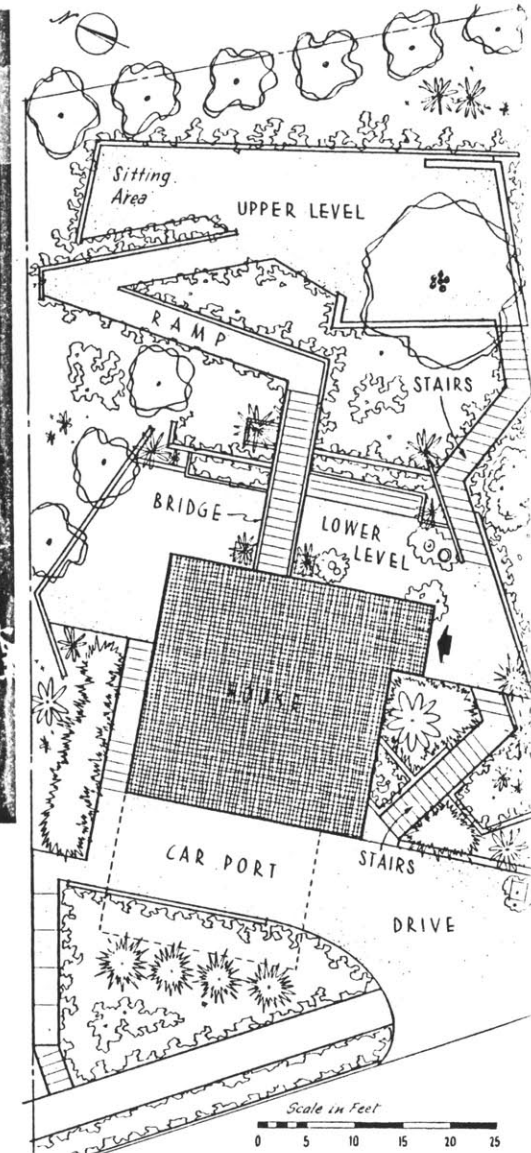 N
Sitting
Area
UPPER LEVEL
RAMP
STAIRS
BRIDGE
LOWER
LEVEL
HOUSE
CAR PORT
STAIRS
DRIVE
Scale in Feet
0 5 10 15 20 25